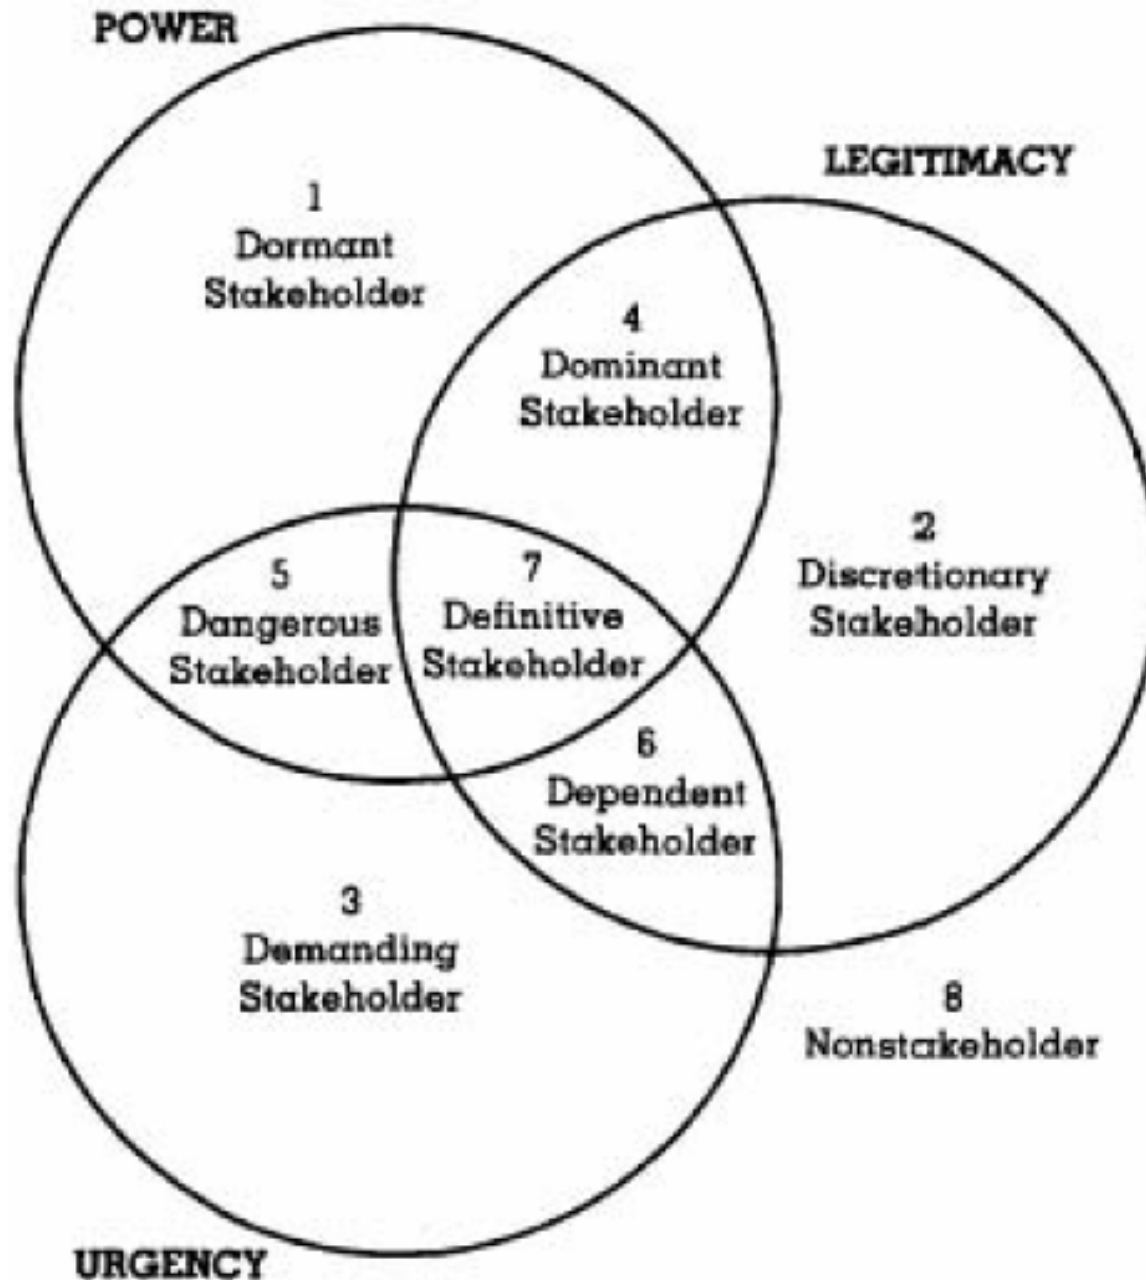 POWER
LEGITIMACY
1
Dormant
Stakeholder
4
Dominant
Stakeholder
2
Discretionary
Stakeholder
5
Dangerous
Stakeholder
7
Definitive
Stakeholder
6
Dependent
Stakeholder
3
Demanding
Stakeholder
8
Nonstakeholder
URGENCY